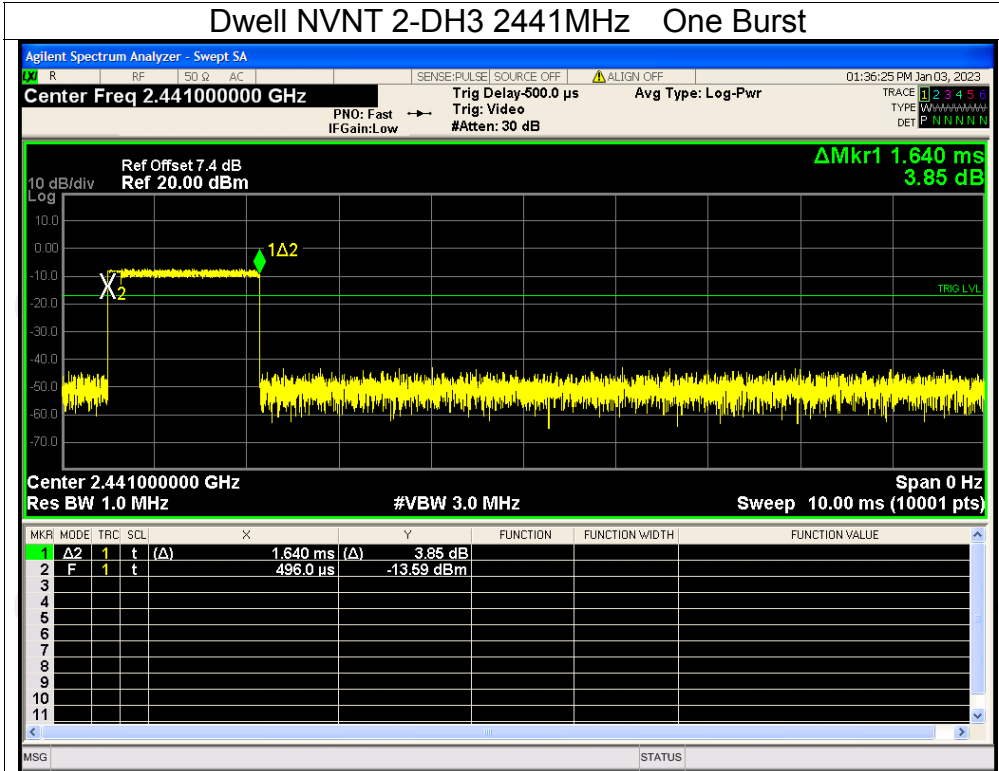 Dwell NVNT 2-DH3 2441MHz One Burst
Agilent Spectrum Analyzer - Swept SA
LXI R RF 50 Ω AC SENSE:PULSE SOURCE OFF ALIGN OFF 01:36:25 PM Jan 03, 2023
Center Freq 2.441000000 GHz
PNO: Fast
IFGain:Low
Trig Delay-500.0 µs
Trig: Video
#Atten: 30 dB
Avg Type: Log-Pwr
TRACE 1 2 3 4 5 6
TYPE WWWWWW
DET P N N N N N
ΔMkr1 1.640 ms
3.85 dB
Ref Offset 7.4 dB
10 dB/div Ref 20.00 dBm
Log
10.0
0.00
-10.0
-20.0
-30.0
-40.0
-50.0
-60.0
-70.0
1Δ2
X2
TRIG LVL
Center 2.441000000 GHz Span 0 Hz
Res BW 1.0 MHz #VBW 3.0 MHz Sweep 10.00 ms (10001 pts)
MKR MODE TRC SCL X Y FUNCTION FUNCTION WIDTH FUNCTION VALUE
1 Δ2 1 t (Δ) 1.640 ms (Δ) 3.85 dB
2 F 1 t 496.0 µs -13.59 dBm
3
4
5
6
7
8
9
10
11
MSG STATUS